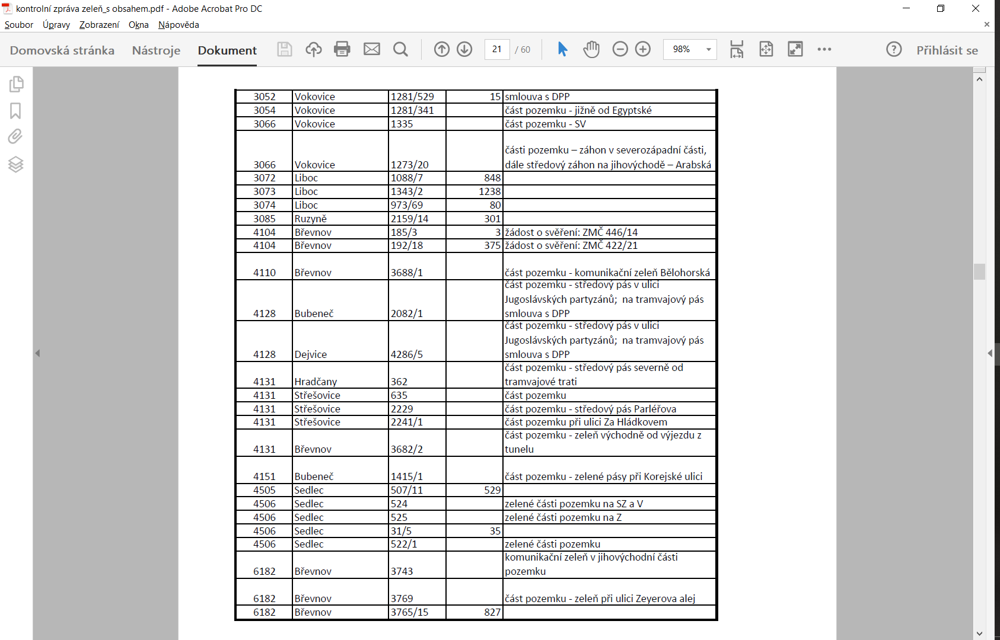 kontrolní zpráva zeleň_s obsahem.pdf - Adobe Acrobat Pro DC
Soubor Úpravy Zobrazení Okna Nápověda
Domovská stránka Nástroje Dokument 21 / 60 98% Přihlásit se
3052 Vokovice 1281/529 15 smlouva s DPP
3054 Vokovice 1281/341 část pozemku - jižně od Egyptské
3066 Vokovice 1335 část pozemku - SV
části pozemku – záhon v severozápadní části,
3066 Vokovice 1273/20 dále středový záhon na jihovýchodě – Arabská
3072 Liboc 1088/7 848
3073 Liboc 1343/2 1238
3074 Liboc 973/69 80
3085 Ruzyně 2159/14 301
4104 Břevnov 185/3 3 žádost o svěření: ZMČ 446/14
4104 Břevnov 192/18 375 žádost o svěření: ZMČ 422/21
4110 Břevnov 3688/1 část pozemku - komunikační zeleň Bělohorská
část pozemku - středový pás v ulici
Jugoslávských partyzánů;  na tramvajový pás
4128 Bubeneč 2082/1 smlouva s DPP
část pozemku - středový pás v ulici
Jugoslávských partyzánů;  na tramvajový pás
4128 Dejvice 4286/5 smlouva s DPP
část pozemku - středový pás severně od
4131 Hradčany 362 tramvajové trati
4131 Střešovice 635 část pozemku
4131 Střešovice 2229 část pozemku - středový pás Parléřova
4131 Střešovice 2241/1 část pozemku při ulici Za Hládkovem
část pozemku - zeleň východně od výjezdu z
4131 Břevnov 3682/2 tunelu
4151 Bubeneč 1415/1 část pozemku - zelené pásy při Korejské ulici
4505 Sedlec 507/11 529
4506 Sedlec 524 zelené části pozemku na SZ a V
4506 Sedlec 525 zelené části pozemku na Z
4506 Sedlec 31/5 35
4506 Sedlec 522/1 zelené části pozemku
komunikační zeleň v jihovýchodní části
6182 Břevnov 3743 pozemku
6182 Břevnov 3769 část pozemku - zeleň při ulici Zeyerova alej
6182 Břevnov 3765/15 827